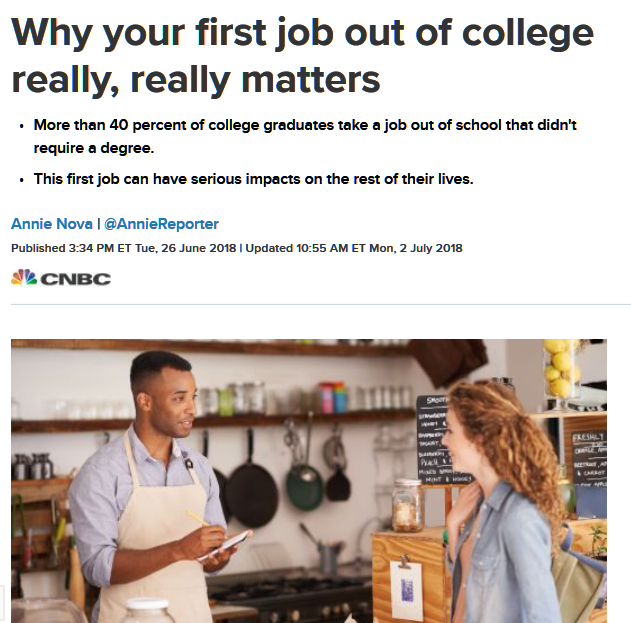 Why your first job out of college
really, really matters
• More than 40 percent of college graduates take a job out of school that didn't
require a degree.
• This first job can have serious impacts on the rest of their lives.
Annie Nova | @AnnieReporter
Published 3:34 PM ET Tue, 26 June 2018 | Updated 10:55 AM ET Mon, 2 July 2018
CNBC
FRESHLY
MINT & HONEY